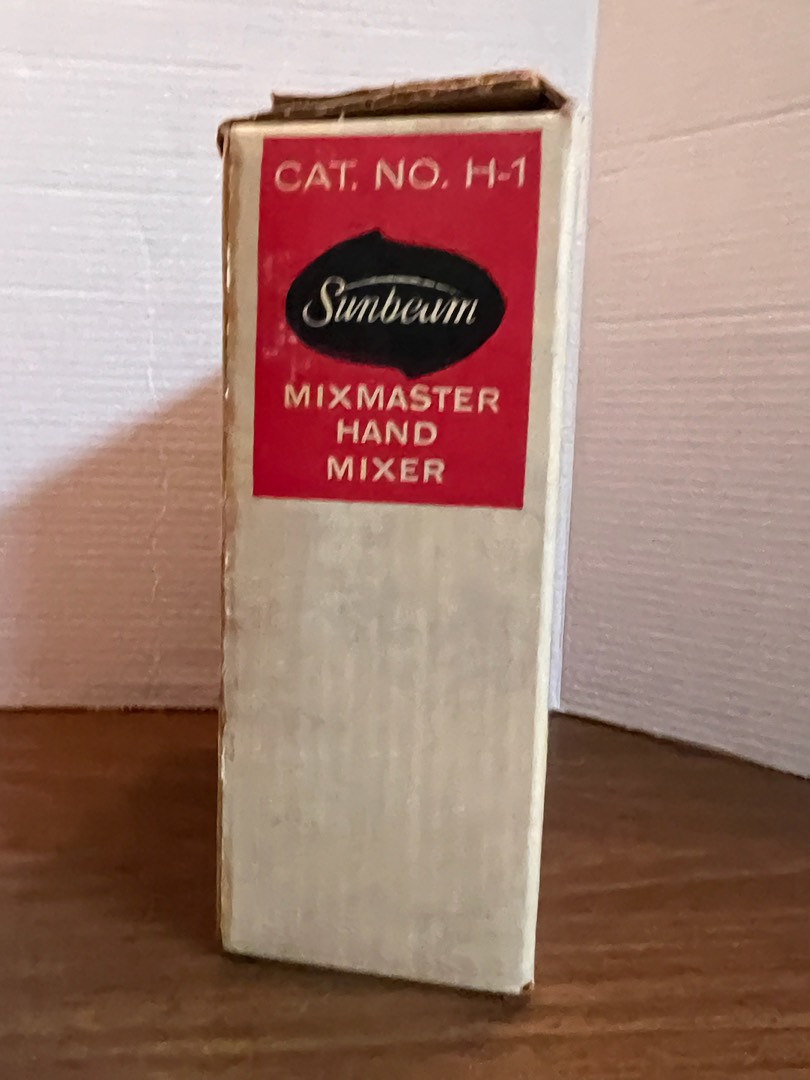 CAT. NO. H-1
Sunbeam
MIXMASTER
HAND
MIXER